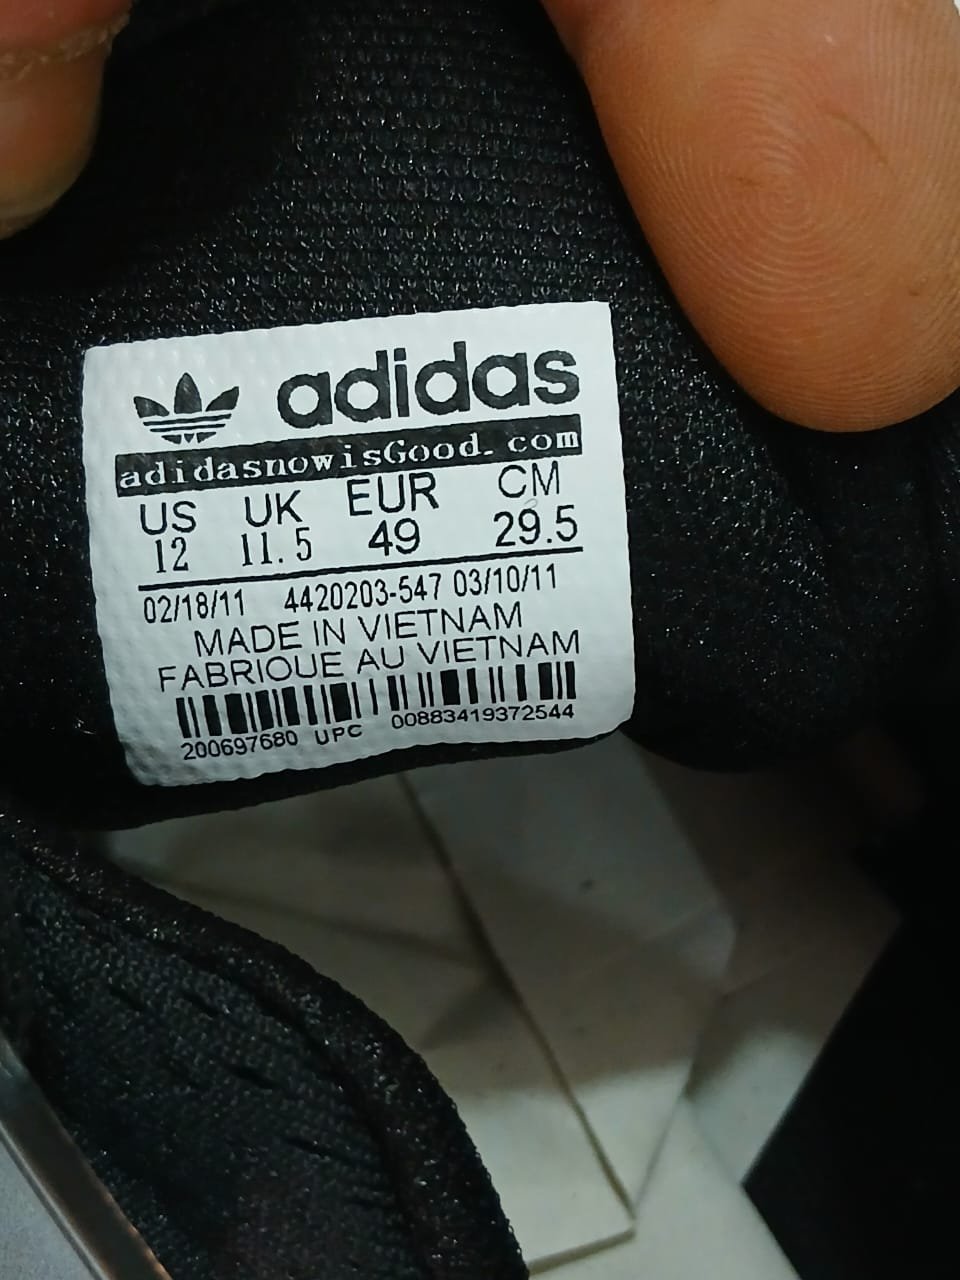 adidas
adidasnowisGood.com
US UK EUR CM
12 11.5 49 29.5
02/18/11 4420203-547 03/10/11
MADE IN VIETNAM
FABRIQUE AU VIETNAM
200697680 UPC 00883419372544